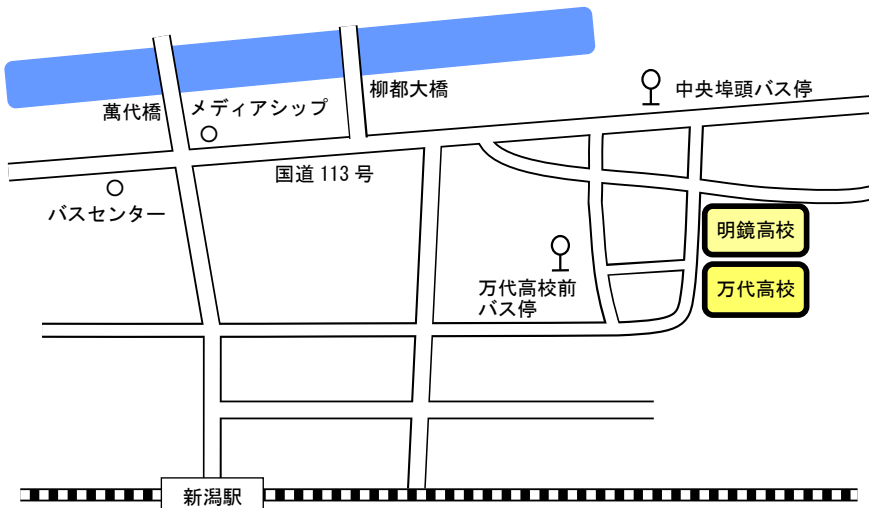 柳都大橋
中央埠頭バス停
萬代橋
メディアシップ
国道 113 号
バスセンター
明鏡高校
万代高校前
バス停
万代高校
新潟駅